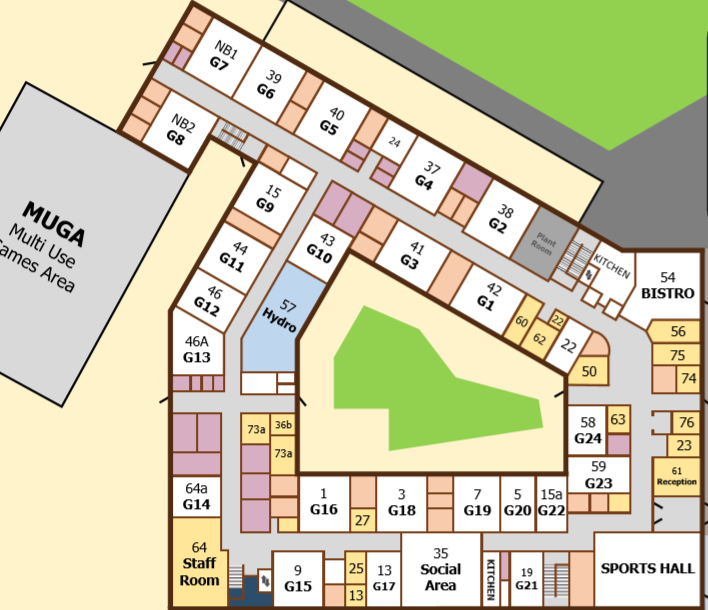 NB1
G7
39
G6
40
G5
24
37
G4
38
G2
Plant
Room
KITCHEN
54
BISTRO
NB2
G8
15
G9
44
G11
46
G12
46A
G13
43
G10
57
Hydro
41
G3
42
G1
60
62
22
22
50
56
75
74
76
23
61
Reception
58
G24
63
59
G23
MUGA
Multi Use
Games Area
73a
36b
73a
64a
G14
64
Staff
Room
1
G16
27
3
G18
7
G19
5
G20
15a
G22
9
G15
25
13
13
G17
35
Social
Area
KITCHEN
19
G21
SPORTS HALL